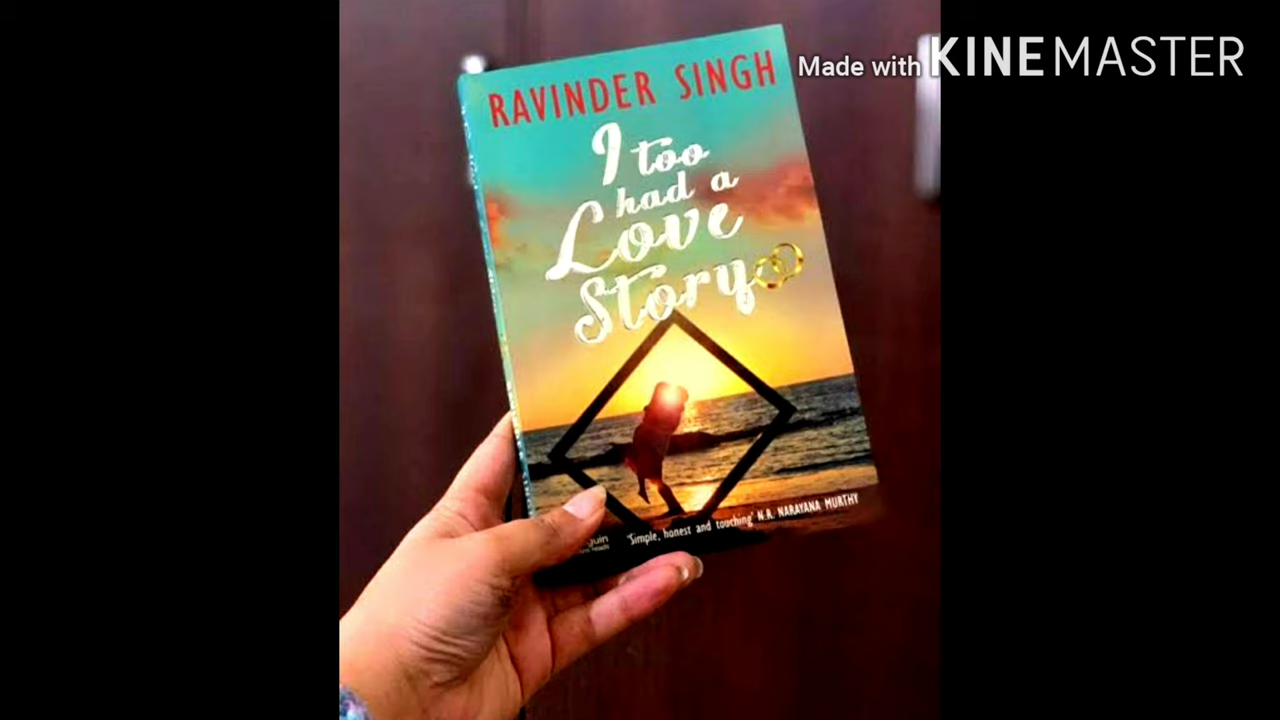 Made with KINEMASTER
RAVINDER SINGH
I too
had a
Love
Story
'Simple, honest and touching' N.R. NARAYANA MURTHY